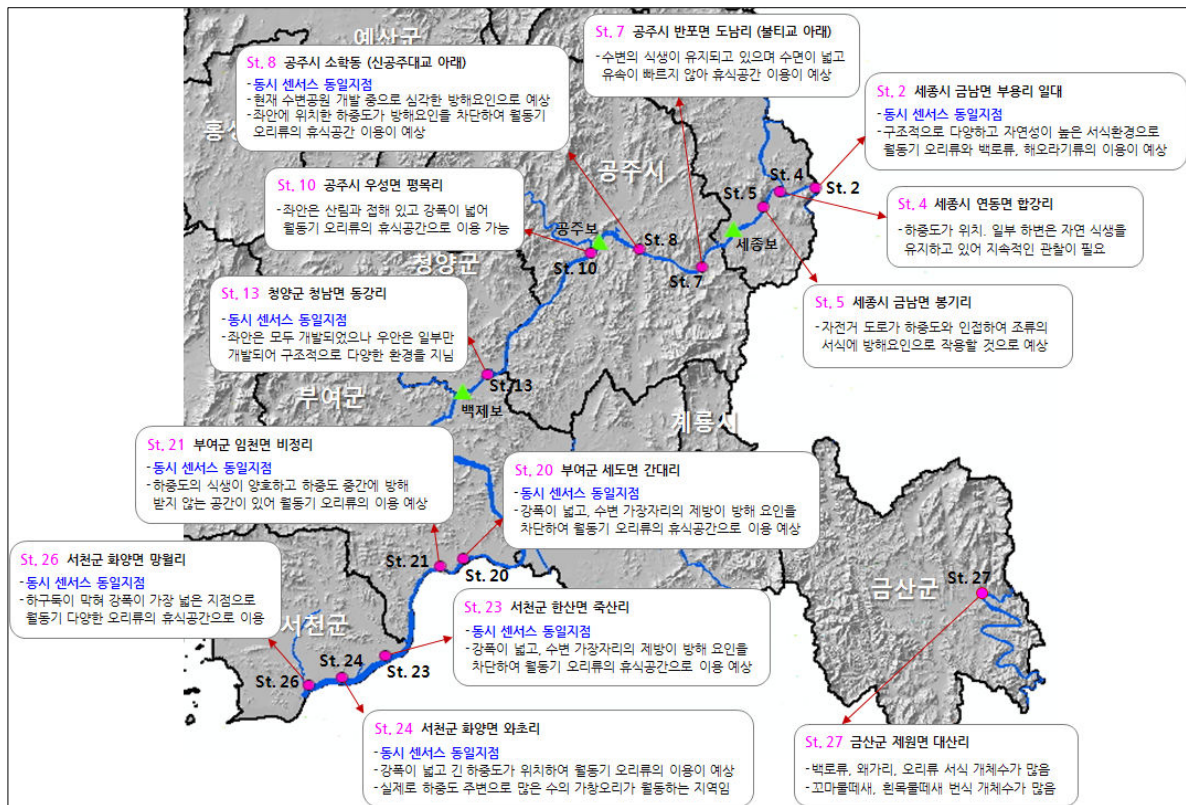 예산군
St. 7 공주시 반포면 도남리 (불티교 아래)
-수변의 식생이 유지되고 있으며 수면이 넓고
유속이 빠르지 않아 휴식공간 이용이 예상
St. 8 공주시 소학동 (신공주대교 아래)
-동시 센서스 동일지점
-현재 수변공원 개발 중으로 심각한 방해요인으로 예상
-좌안에 위치한 하중도가 방해요인을 차단하여 월동기
오리류의 휴식공간 이용이 예상
St. 2 세종시 금남면 부용리 일대
-동시 센서스 동일지점
-구조적으로 다양하고 자연성이 높은 서식환경으로
월동기 오리류와 백로류, 해오라기류의 이용이 예상
공주시
St. 10 공주시 우성면 평목리
-좌안은 산림과 접해 있고 강폭이 넓어
월동기 오리류의 휴식공간으로 이용 가능
St. 4
St. 2
St. 5
St. 4 세종시 연동면 합강리
-하중도가 위치. 일부 하변은 자연 식생을
유지하고 있어 지속적인 관찰이 필요
공주보
St. 8
세종보
St. 10
St. 7
청양군
St. 13 청양군 청남면 동강리
-동시 센서스 동일지점
-좌안은 모두 개발되었으나 우안은 일부만
개발되어 구조적으로 다양한 환경을 지님
St. 5 세종시 금남면 봉기리
-자전거 도로가 하중도와 인접하여 조류의
서식에 방해요인으로 작용할 것으로 예상
St. 13
백제보
부여군
계룡시
St. 21 부여군 임천면 비정리
-동시 센서스 동일지점
-하중도의 식생이 양호하고 하중도 중간에 방해
받지 않는 공간이 있어 월동기 오리류의 이용 예상
St. 20 부여군 세도면 간대리
-동시 센서스 동일지점
-강폭이 넓고, 수변 가장자리의 제방이 방해 요인을
차단하여 월동기 오리류의 휴식공간으로 이용 예상
St. 21
St. 20
St. 26 서천군 화양면 망월리
-동시 센서스 동일지점
-하구둑이 막혀 강폭이 가장 넓은 지점으로
월동기 다양한 오리류의 휴식공간으로 이용
금산군
St. 27
St. 23 서천군 한산면 죽산리
-동시 센서스 동일지점
-강폭이 넓고, 수변 가장자리의 제방이 방해 요인을
차단하여 월동기 오리류의 휴식공간으로 이용 예상
서천군
St. 24
St. 23
St. 26
St. 24 서천군 화양면 와초리
-동시 센서스 동일지점
-강폭이 넓고 긴 하중도가 위치하여 월동기 오리류의 이용이 예상
-실제로 하중도 주변으로 많은 수의 가창오리가 월동하는 지역임
St. 27 금산군 제원면 대산리
-백로류, 왜가리, 오리류 서식 개체수가 많음
-꼬마물떼새, 흰목물떼새 번식 개체수가 많음